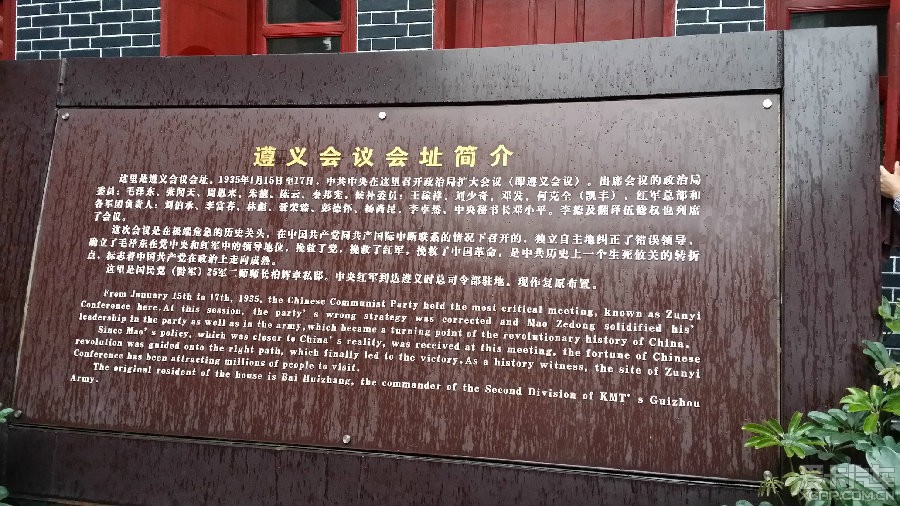 遵义会议会址简介
这里是遵义会议会址。1935年1月15日至17日，中共中央在这里召开政治局扩大会议（即遵义会议）。出席会议的政治局
委员：毛泽东、张闻天、周恩来、朱德、陈云、秦邦宪。候补委员：王稼祥、刘少奇、邓发、何克全（凯丰）。红军总部和
各军团负责人：刘伯承、李富春、林彪、聂荣臻、彭德怀、杨尚昆、李卓然、中央秘书长邓小平。李德及翻译伍修权也列席
了会议。
这次会议是在极端危急的历史关头，在中国共产党同共产国际中断联系的情况下召开的，独立自主地纠正了错误领导，
确立了毛泽东在党中央和红军中的领导地位，挽救了党，挽救了红军，挽救了中国革命，是中共历史上一个生死攸关的转折
点，标志着中国共产党在政治上走向成熟。
这里是国民党（黔军）25军二师师长柏辉章私邸。中央红军到达遵义时总司令部驻地。现作复原布置。
From January 15th to 17th, 1935, the Chinese Communist Party held the most critical meeting, known as Zunyi
Conference here.At this season, the party's wrong strategy was corrected and Mao Zedong solidified his'
leadership in the party as well as in the army,which became a turning point of the revolutionary history of China.
Since Mao's policy, which was closer to China's reality, was received at this meeting, the fortune of Chinese
revolution was guided onto the right path, which finally led to the victory.As a history witness, the site of Zunyi
Conference has been attracting millions of people to visit.
The original resident of the house is Bai Huizhang, the commander of the Second Division of KMT's Guizhou
Army.
XCAR.COM.CN